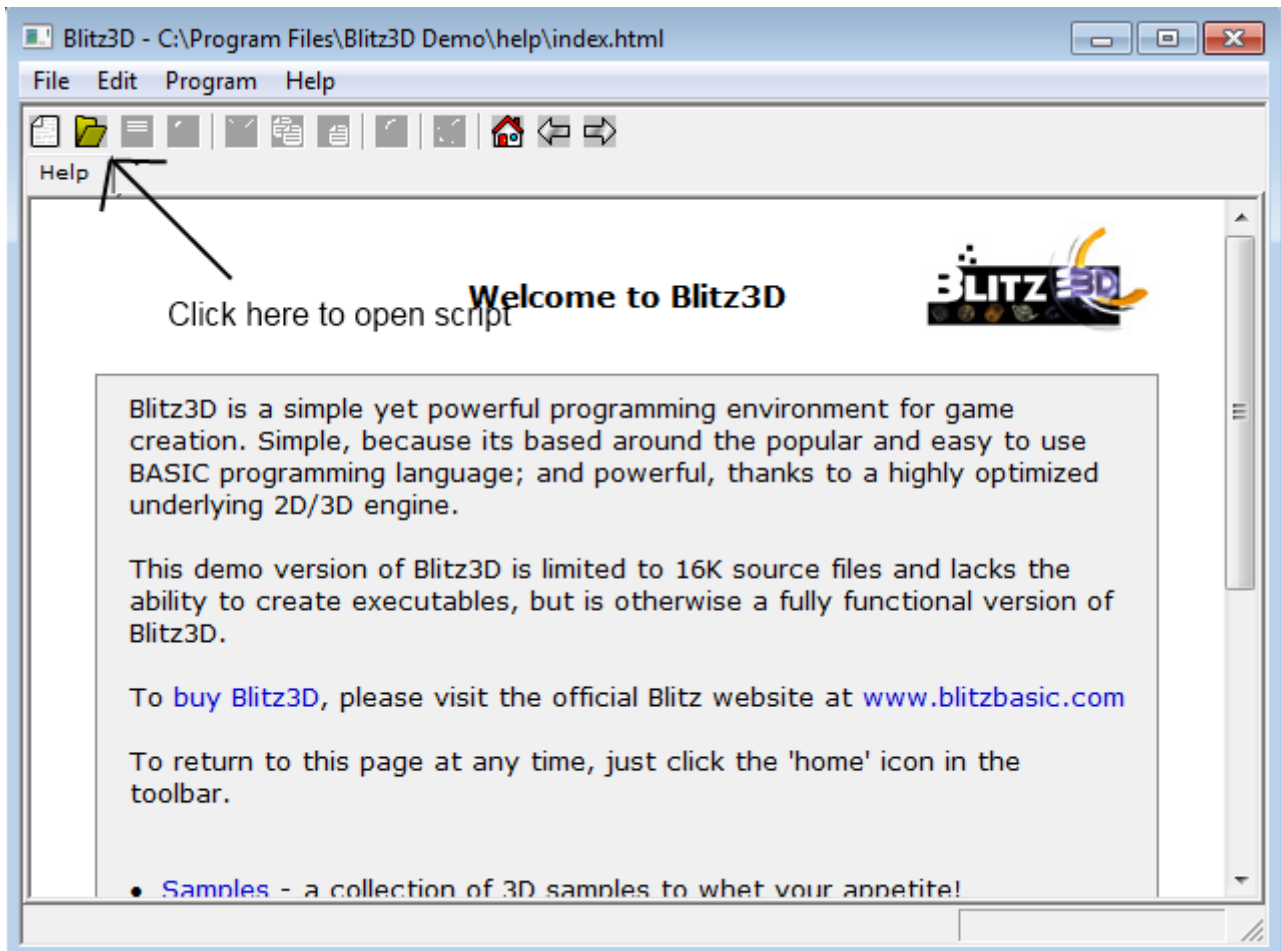 Blitz3D - C:\Program Files\Blitz3D Demo\help\index.html
File Edit Program Help
Help
Click here to open script
Welcome to Blitz3D
BLITZ 3D
Blitz3D is a simple yet powerful programming environment for game
creation. Simple, because its based around the popular and easy to use
BASIC programming language; and powerful, thanks to a highly optimized
underlying 2D/3D engine.
This demo version of Blitz3D is limited to 16K source files and lacks the
ability to create executables, but is otherwise a fully functional version of
Blitz3D.
To buy Blitz3D, please visit the official Blitz website at www.blitzbasic.com
To return to this page at any time, just click the 'home' icon in the
toolbar.
• Samples - a collection of 3D samples to whet your appetite!